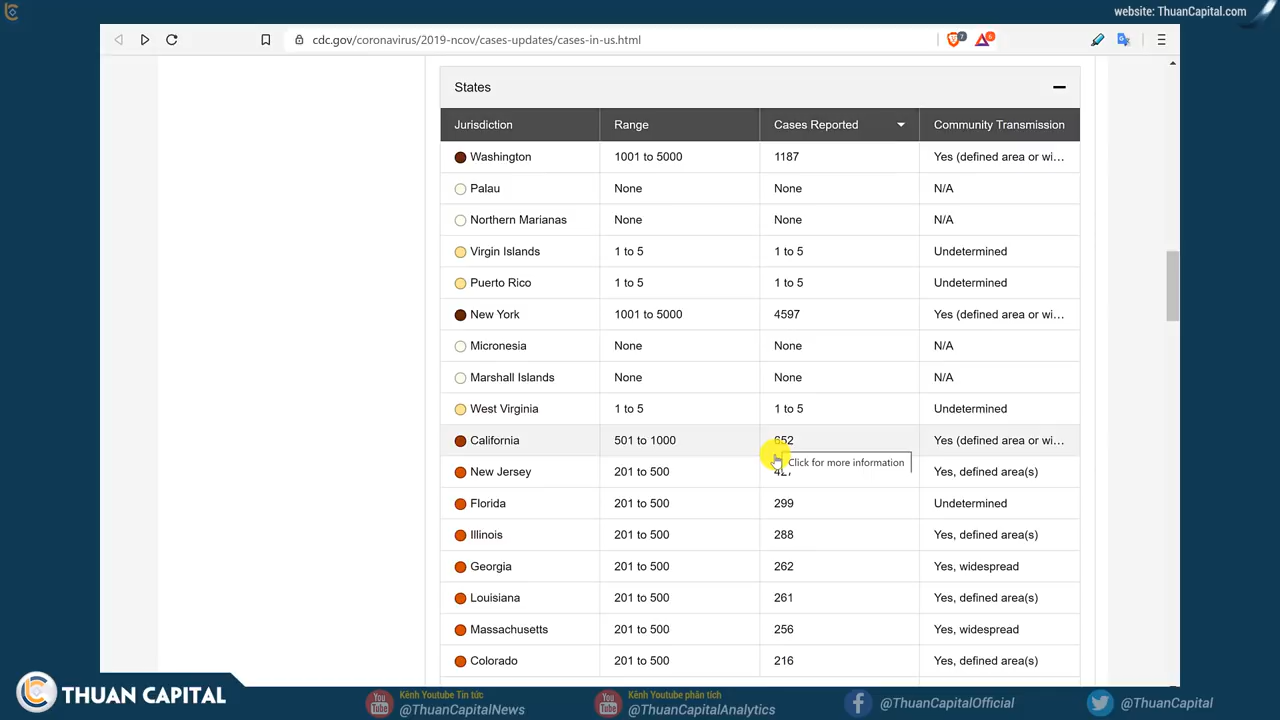 website: ThuanCapital.com
cdc.gov/coronavirus/2019-ncov/cases-updates/cases-in-us.html
7
6
States
Jurisdiction Range Cases Reported Community Transmission
Washington 1001 to 5000 1187 Yes (defined area or wi...
Palau None None N/A
Northern Marianas None None N/A
Virgin Islands 1 to 5 1 to 5 Undetermined
Puerto Rico 1 to 5 1 to 5 Undetermined
New York 1001 to 5000 4597 Yes (defined area or wi...
Micronesia None None N/A
Marshall Islands None None N/A
West Virginia 1 to 5 1 to 5 Undetermined
California 501 to 1000 652 Yes (defined area or wi...
Click for more information
New Jersey 201 to 500 427 Yes, defined area(s)
Florida 201 to 500 299 Undetermined
Illinois 201 to 500 288 Yes, defined area(s)
Georgia 201 to 500 262 Yes, widespread
Louisiana 201 to 500 261 Yes, defined area(s)
Massachusetts 201 to 500 256 Yes, widespread
Colorado 201 to 500 216 Yes, defined area(s)
THUAN CAPITAL
You Tube
Kênh Youtube Tin tức
@ThuanCapitalNews
You Tube
Kênh Youtube phân tích
@ThuanCapitalAnalytics
@ThuanCapitalOfficial
@ThuanCapital